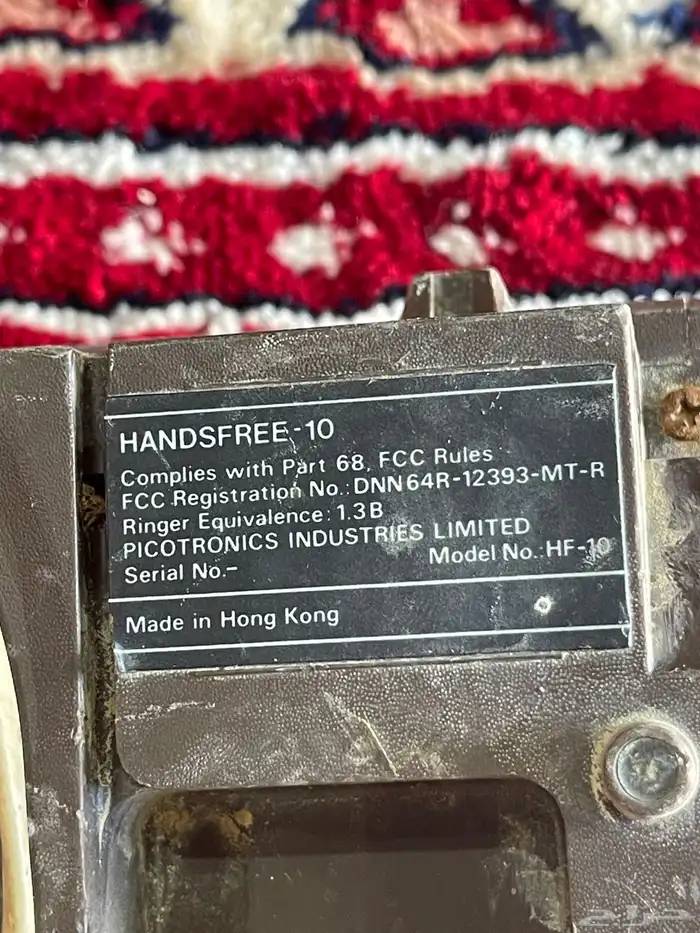 HANDSFREE-10
Complies with Part 68, FCC Rules
FCC Registration No.: DNN64R-12393-MT-R
Ringer Equivalence: 1.3B
PICOTRONICS INDUSTRIES LIMITED
Model No.: HF-10
Serial No.-
Made in Hong Kong
حراج